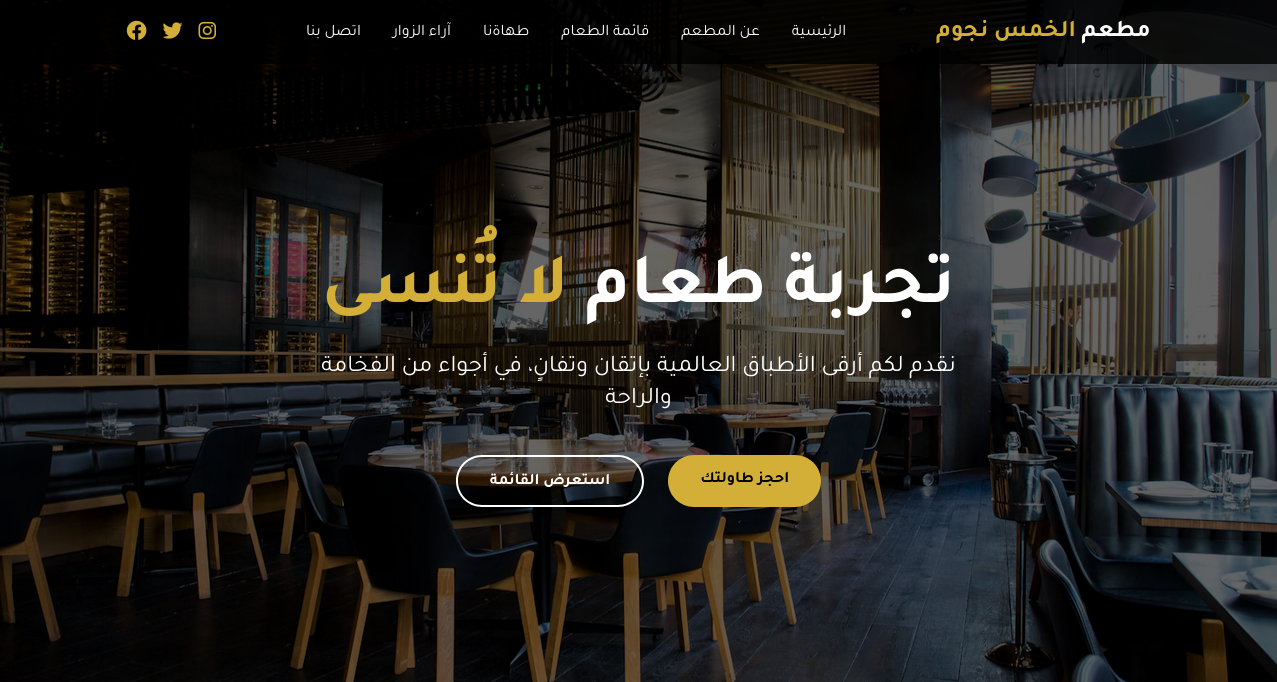 مطعم الخمس نجوم
الرئيسية
عن المطعم
قائمة الطعام
طهاةنا
آراء الزوار
اتصل بنا
تجربة طعام لا تُنسى
نقدم لكم أرقى الأطباق العالمية بإتقان وتفانٍ، في أجواء من الفخامة
والراحة
احجز طاولتك
استعرض القائمة